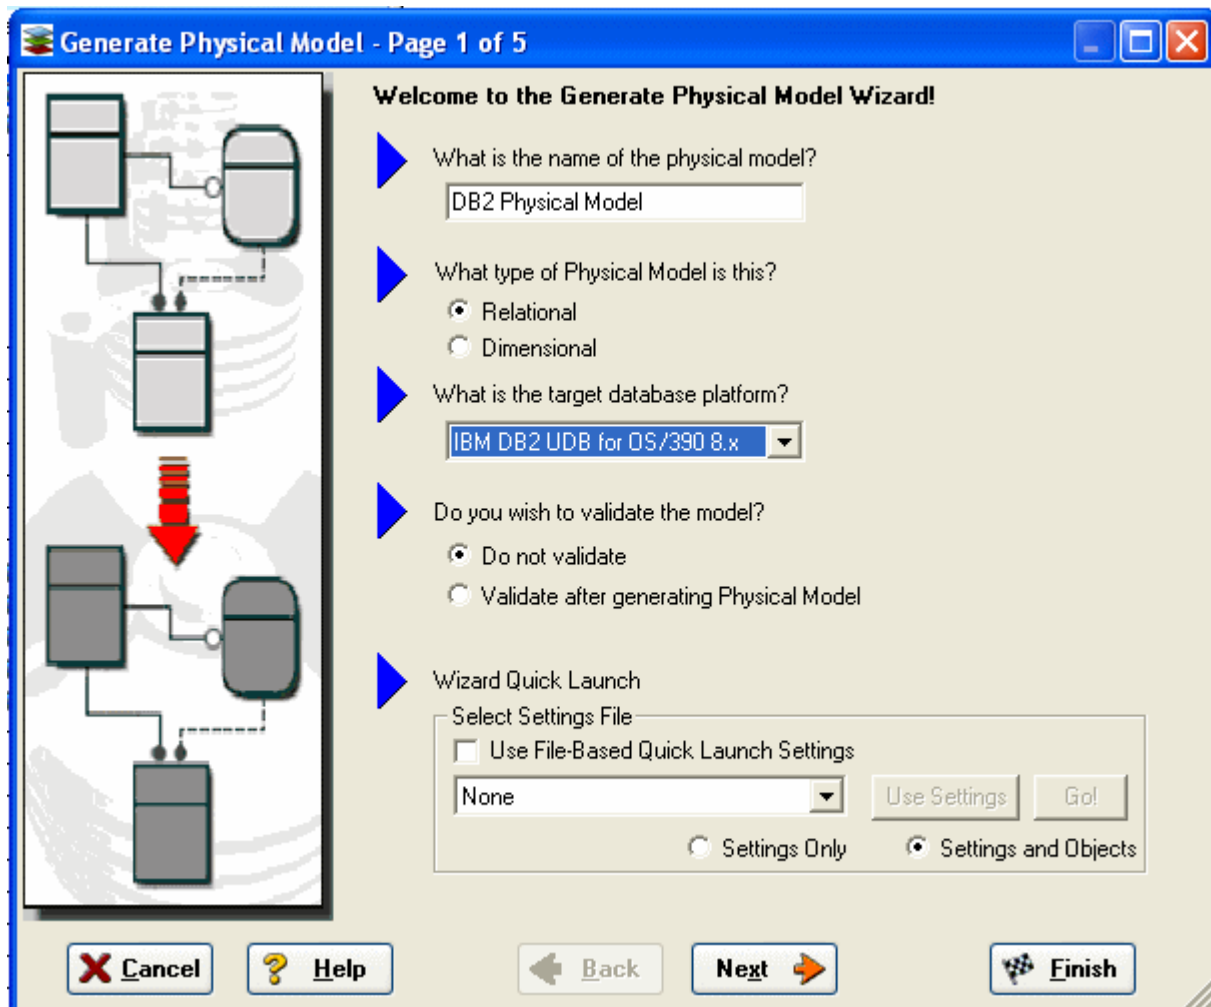 Generate Physical Model - Page 1 of 5
Welcome to the Generate Physical Model Wizard!
What is the name of the physical model?
DB2 Physical Model
What type of Physical Model is this?
Relational
Dimensional
What is the target database platform?
IBM DB2 UDB for OS/390 8.x
Do you wish to validate the model?
Do not validate
Validate after generating Physical Model
Wizard Quick Launch
Select Settings File
Use File-Based Quick Launch Settings
None Use Settings Go!
Settings Only Settings and Objects
Cancel Help Back Next Finish